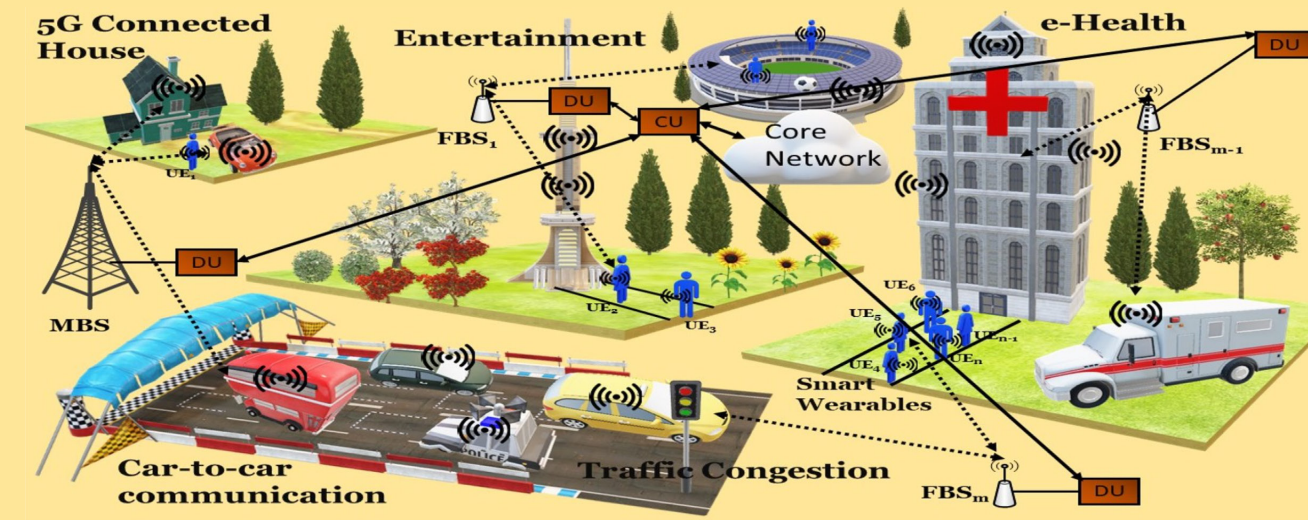 5G Connected
House
Entertainment
e-Health
DU
DU
CU
FBS₁
Core
Network
FBSₘ₋₁
UE₁
DU
MBS
UE₂
UE₃
UE₆
UE₅
UEₙ₋₁
UEₙ
UE₄
Smart
Wearables
POLICE
Car-to-car
communication
Traffic Congestion
FBSₘ
DU